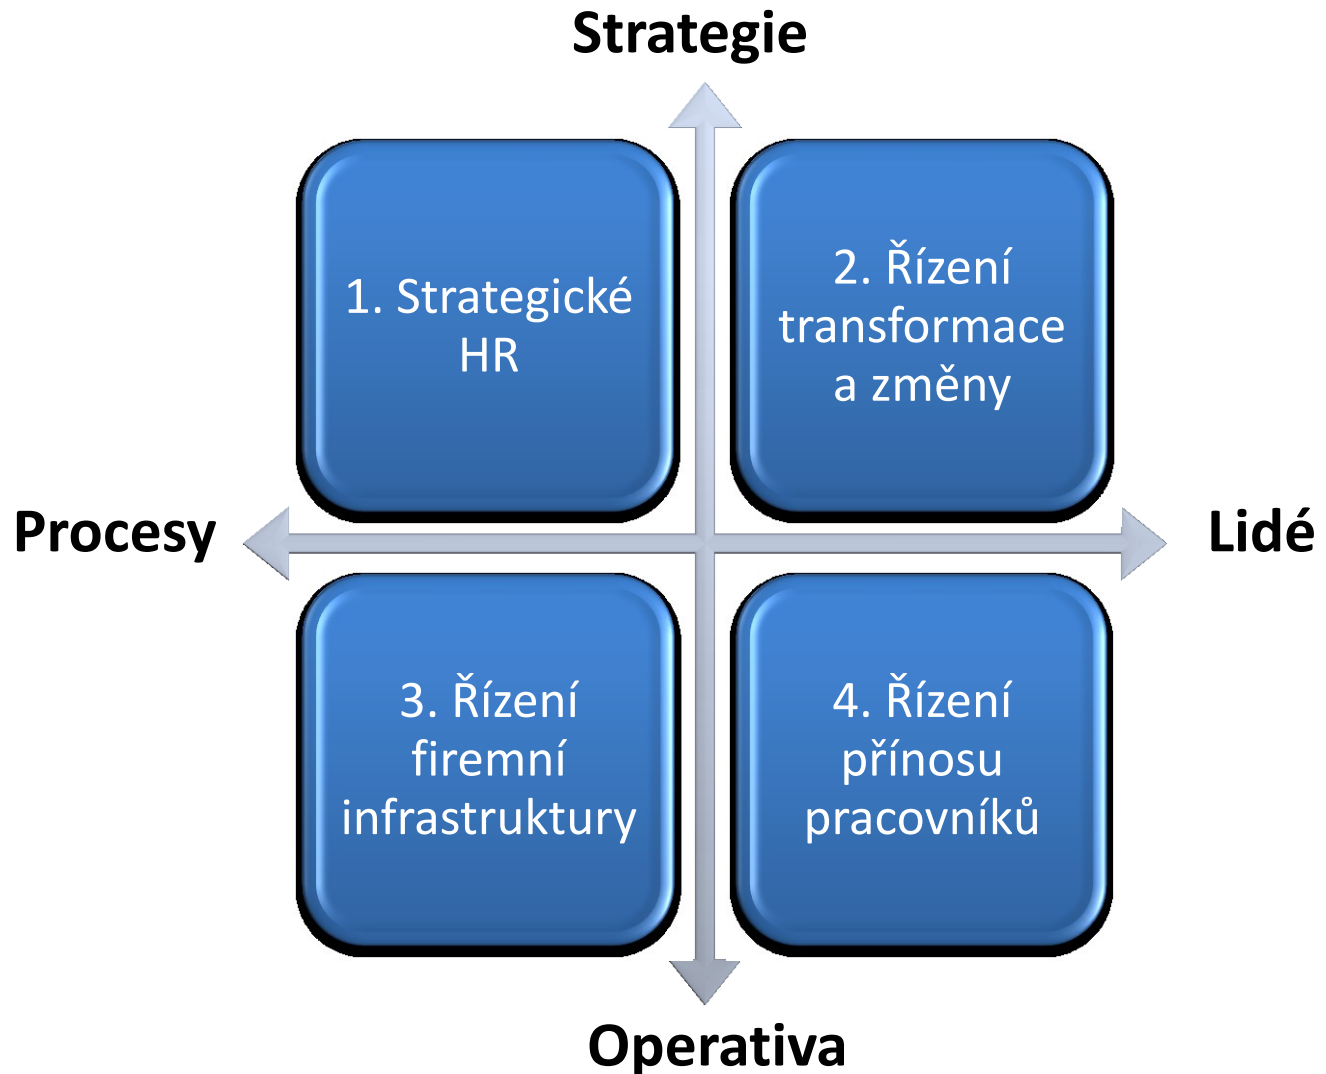 Strategie
1. Strategické
HR
2. Řízení
transformace
a změny
Procesy
Lidé
3. Řízení
firemní
infrastruktury
4. Řízení
přínosu
pracovníků
Operativa